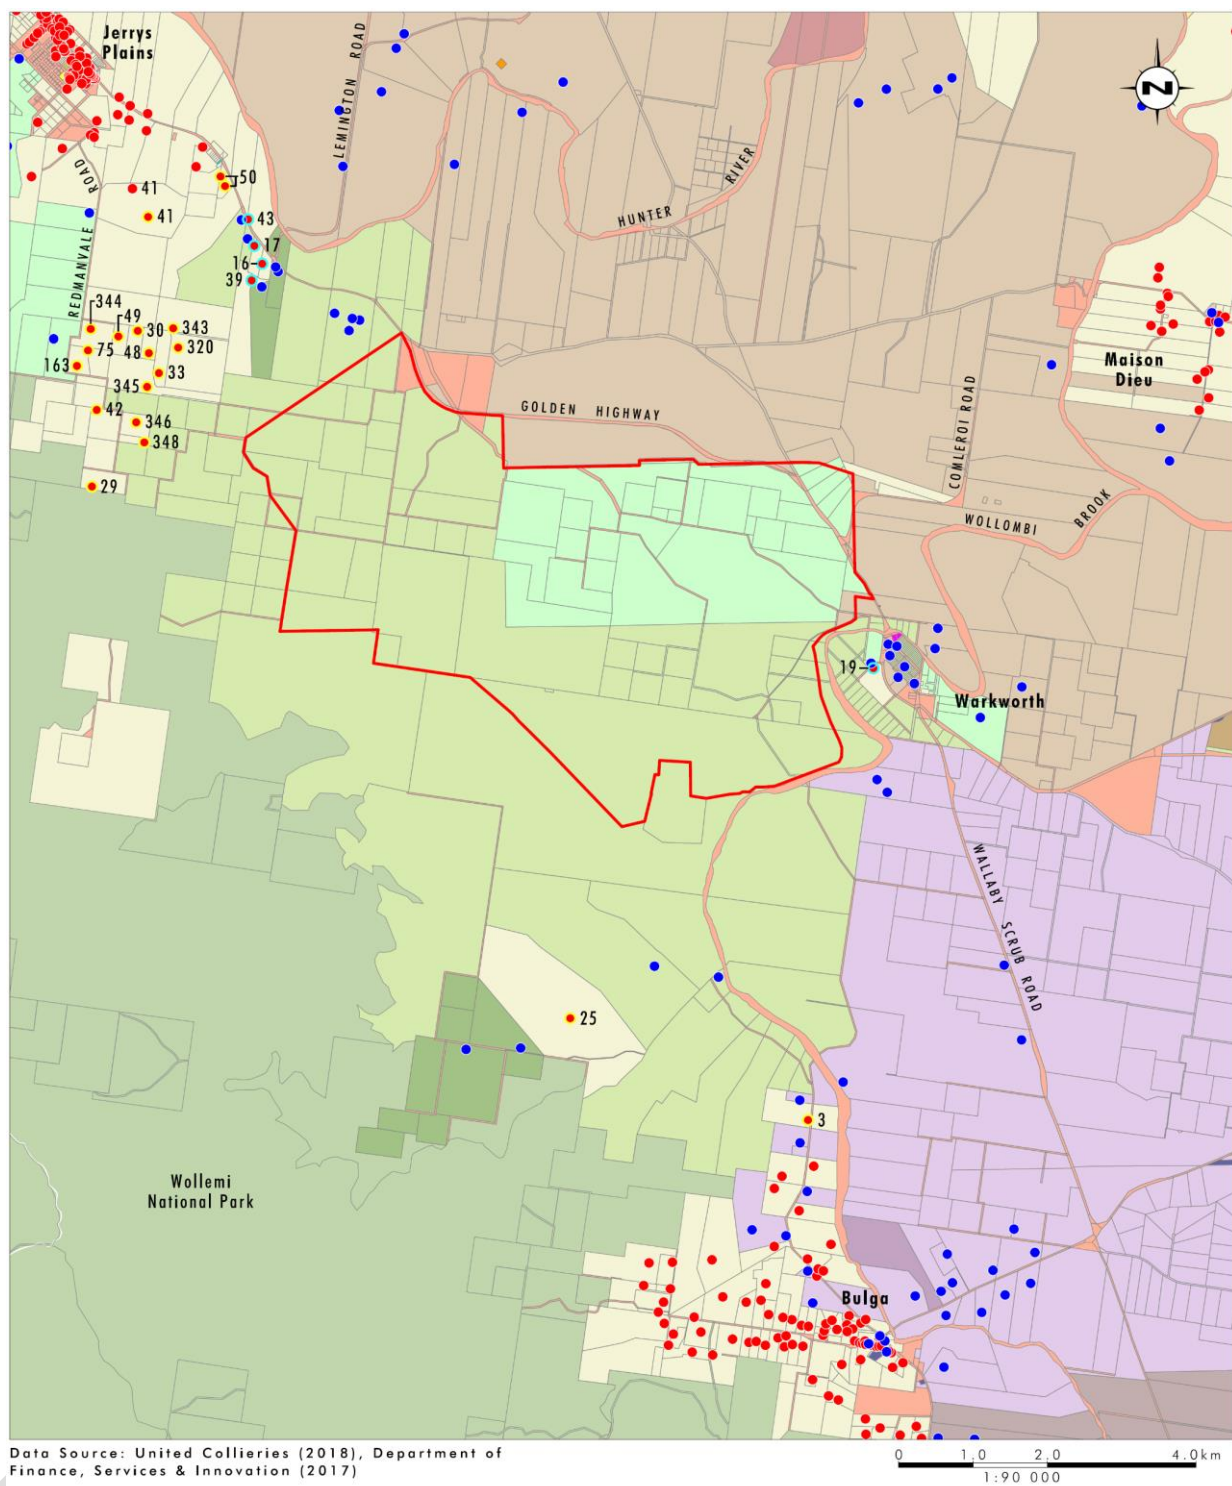 Jerrys
Plains
LEMINGTON ROAD
N
ROAD
REDMANVALE
RIVER
HUNTER
50
41
41
43
17
16
39
344
49
30
343
75
48
320
163
33
345
42
346
348
29
Maison
Dieu
GOLDEN HIGHWAY
COMLEROI ROAD
WOLLOMBI
BROOK
19
Warkworth
WALLABY SCRUB ROAD
25
3
Wollemi
National Park
Bulga
Data Source: United Collieries (2018), Department of
Finance, Services & Innovation (2017)
0 1.0 2.0 4.0km
1:90 000